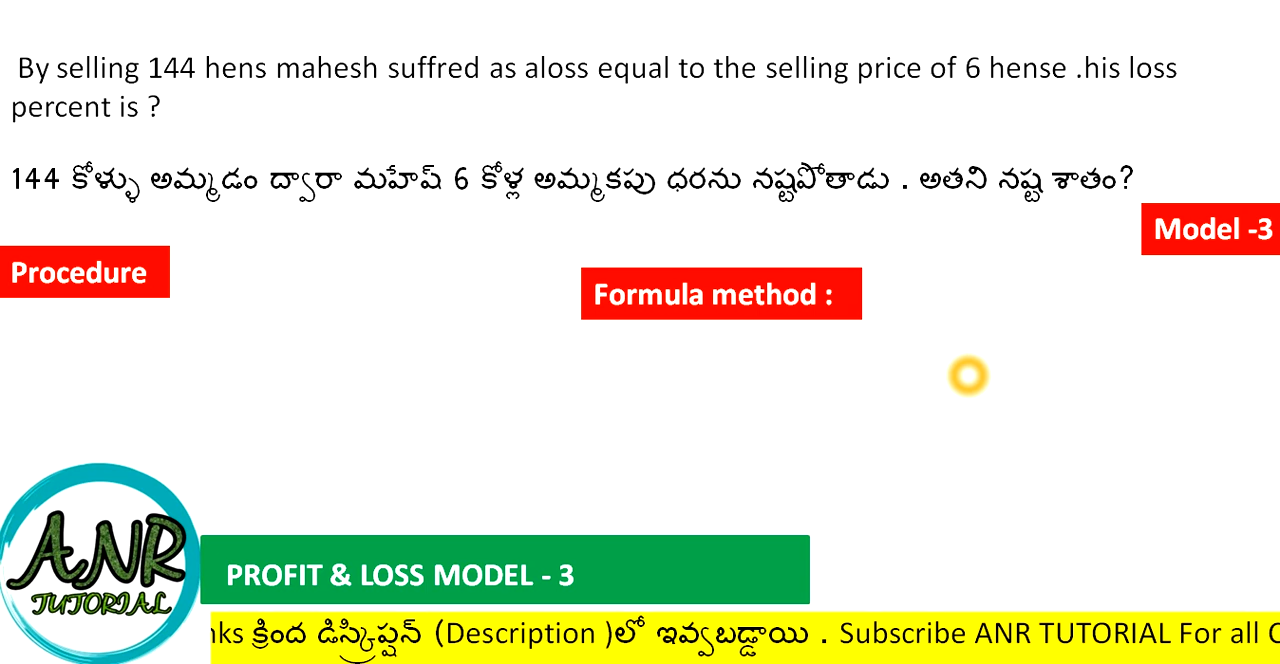 By selling 144 hens mahesh suffred as aloss equal to the selling price of 6 hense .his loss
percent is ?
144 కోళ్ళు అమ్మడం ద్వారా మహేష్ 6 కోళ్ల అమ్మకపు ధరను నష్టపోతాడు . అతని నష్ట శాతం?
Model -3
Procedure
Formula method :
ANR
TUTORIAL
PROFIT & LOSS MODEL - 3
nks క్రింద డిస్క్రిప్షన్ (Description )లో ఇవ్వబడ్డాయి . Subscribe ANR TUTORIAL For all